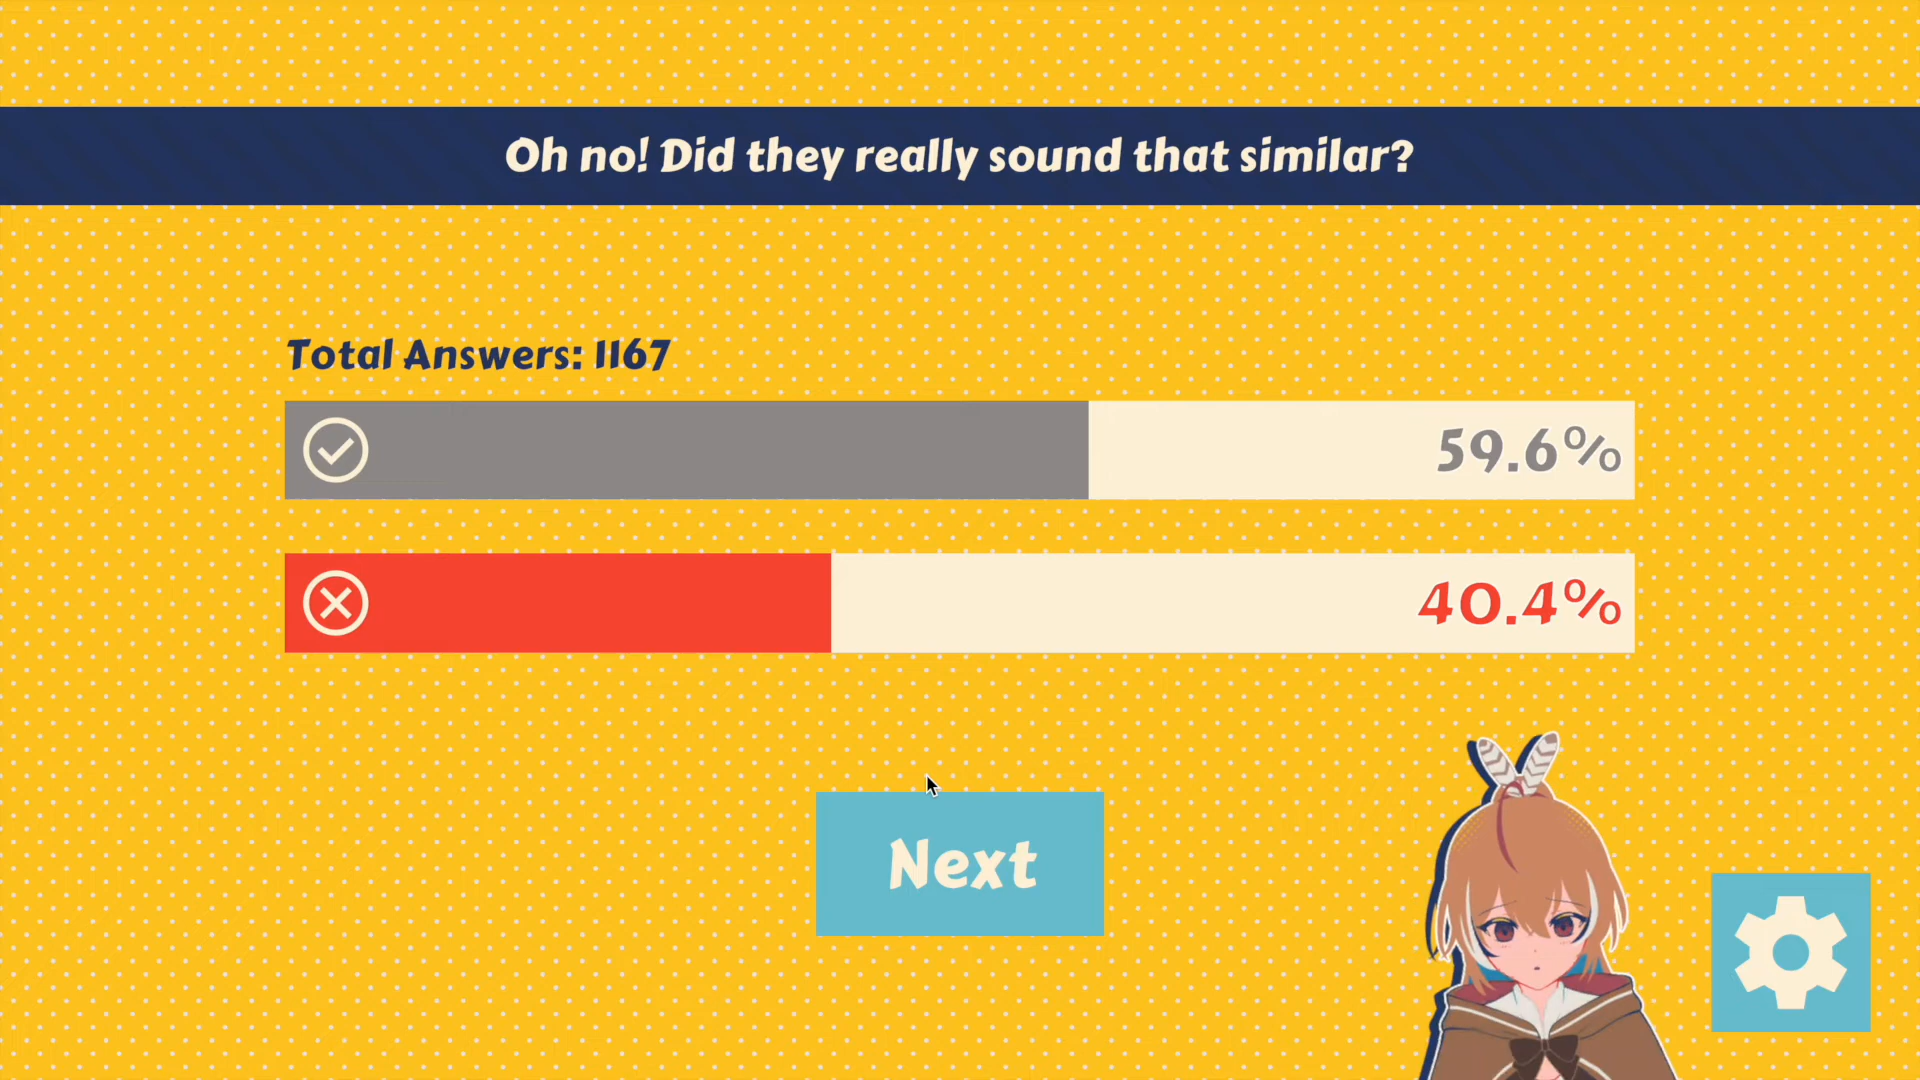 Oh no! Did they really sound that similar?
Total Answers: 1167
59.6%
40.4%
Next